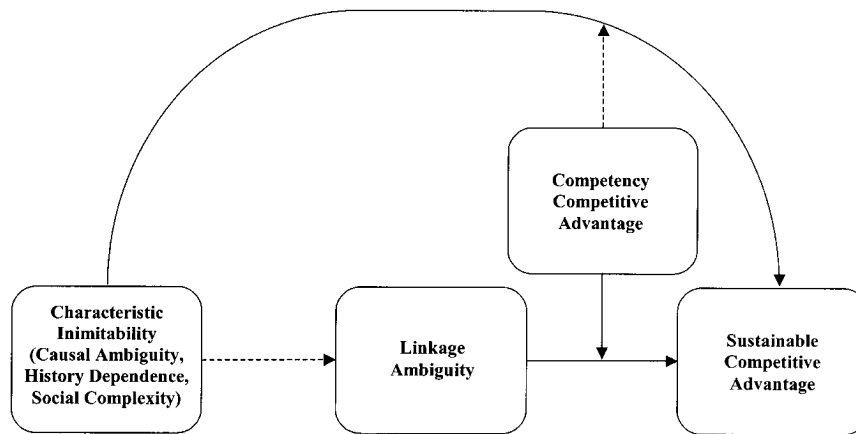 Competency
Competitive
Advantage
Characteristic
Inimitability
(Causal Ambiguity,
History Dependence,
Social Complexity)
Linkage
Ambiguity
Sustainable
Competitive
Advantage